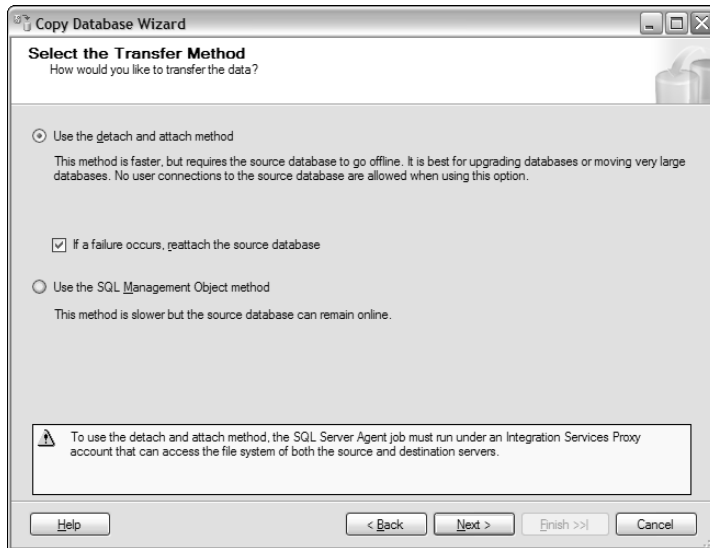 Copy Database Wizard
Select the Transfer Method
How would you like to transfer the data?
Use the detach and attach method
This method is faster, but requires the source database to go offline. It is best for upgrading databases or moving very large
databases. No user connections to the source database are allowed when using this option.
If a failure occurs, reattach the source database
Use the SQL Management Object method
This method is slower but the source database can remain online.
To use the detach and attach method, the SQL Server Agent job must run under an Integration Services Proxy
account that can access the file system of both the source and destination servers.
Help
< Back
Next >
Finish >>|
Cancel